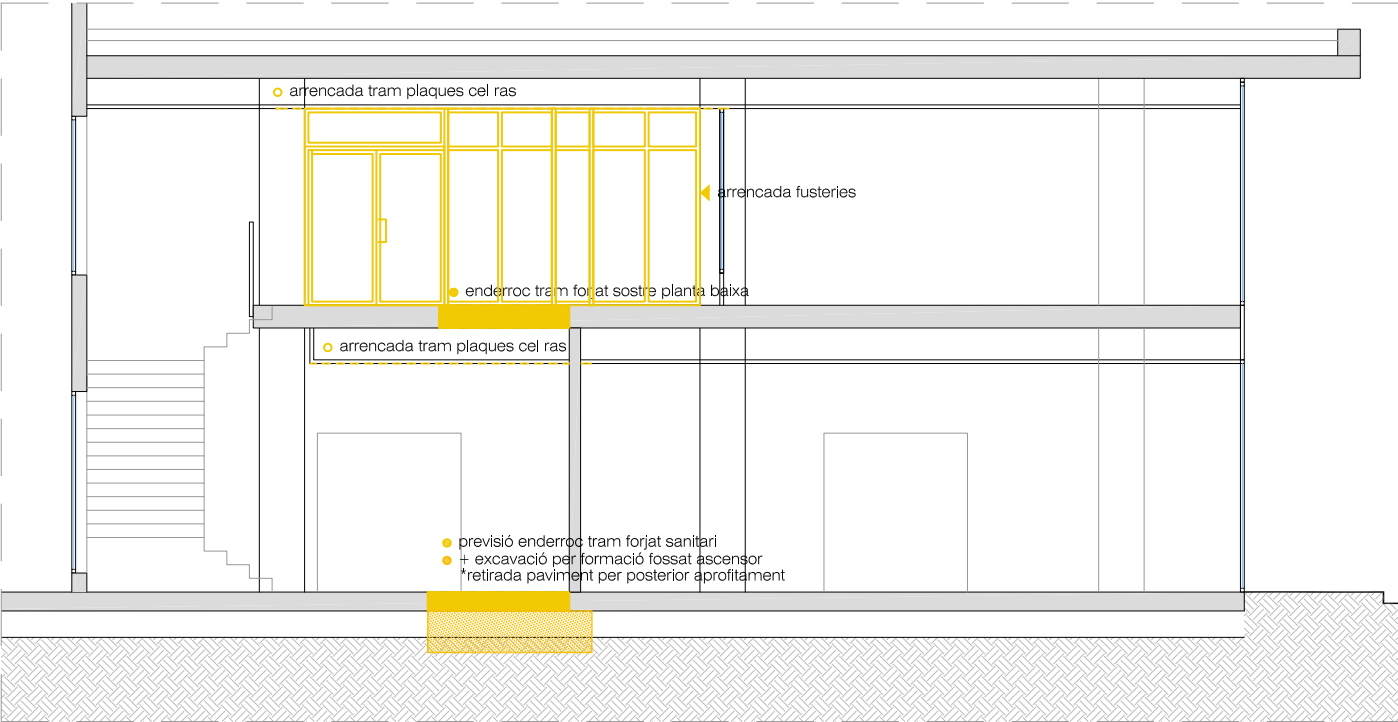 arrencada tram plaques cel ras
arrencada fusteries
enderroc tram forjat sostre planta baixa
arrencada tram plaques cel ras
previsió enderroc tram forjat sanitari
+ excavació per formació fossat ascensor
*retirada paviment per posterior aprofitament